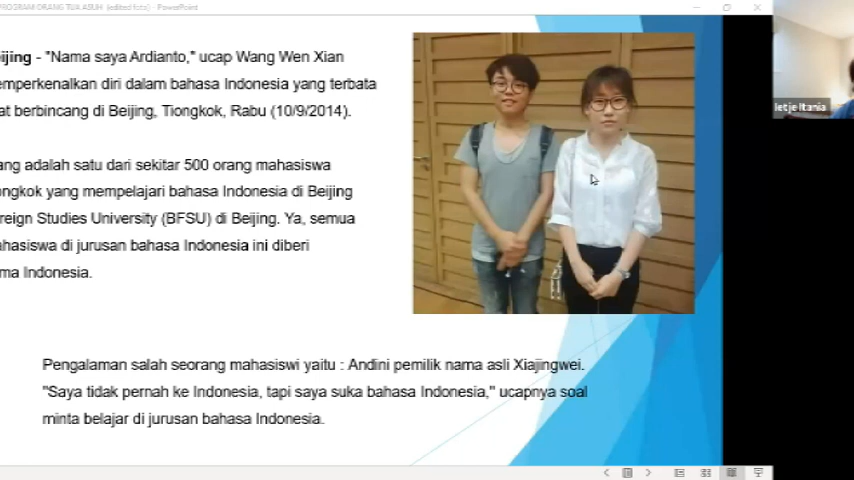 PROGRAM ORANG TUA ASUH (edited foto) - PowerPoint
ijing - "Nama saya Ardianto," ucap Wang Wen Xian
emperkenalkan diri dalam bahasa Indonesia yang terbata
at berbincang di Beijing, Tiongkok, Rabu (10/9/2014).
ang adalah satu dari sekitar 500 orang mahasiswa
ongkok yang mempelajari bahasa Indonesia di Beijing
reign Studies University (BFSU) di Beijing. Ya, semua
ahasiswa di jurusan bahasa Indonesia ini diberi
ma Indonesia.
Pengalaman salah seorang mahasiswi yaitu : Andini pemilik nama asli Xiajingwei.
"Saya tidak pernah ke Indonesia, tapi saya suka bahasa Indonesia," ucapnya soal
minta belajar di jurusan bahasa Indonesia.
Ietje Itania